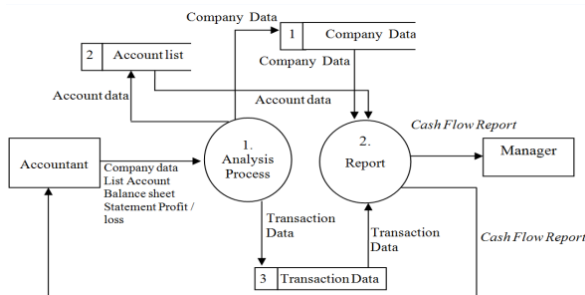 Company Data
1 Company Data
2 Account list
Company Data
Account data
Account data
Cash Flow Report
1.
Analysis
Process
2.
Report
Accountant
Manager
Company data
List Account
Balance sheet
Statement Profit /
loss
Transaction
Data
Transaction
Data
Cash Flow Report
3 Transaction Data